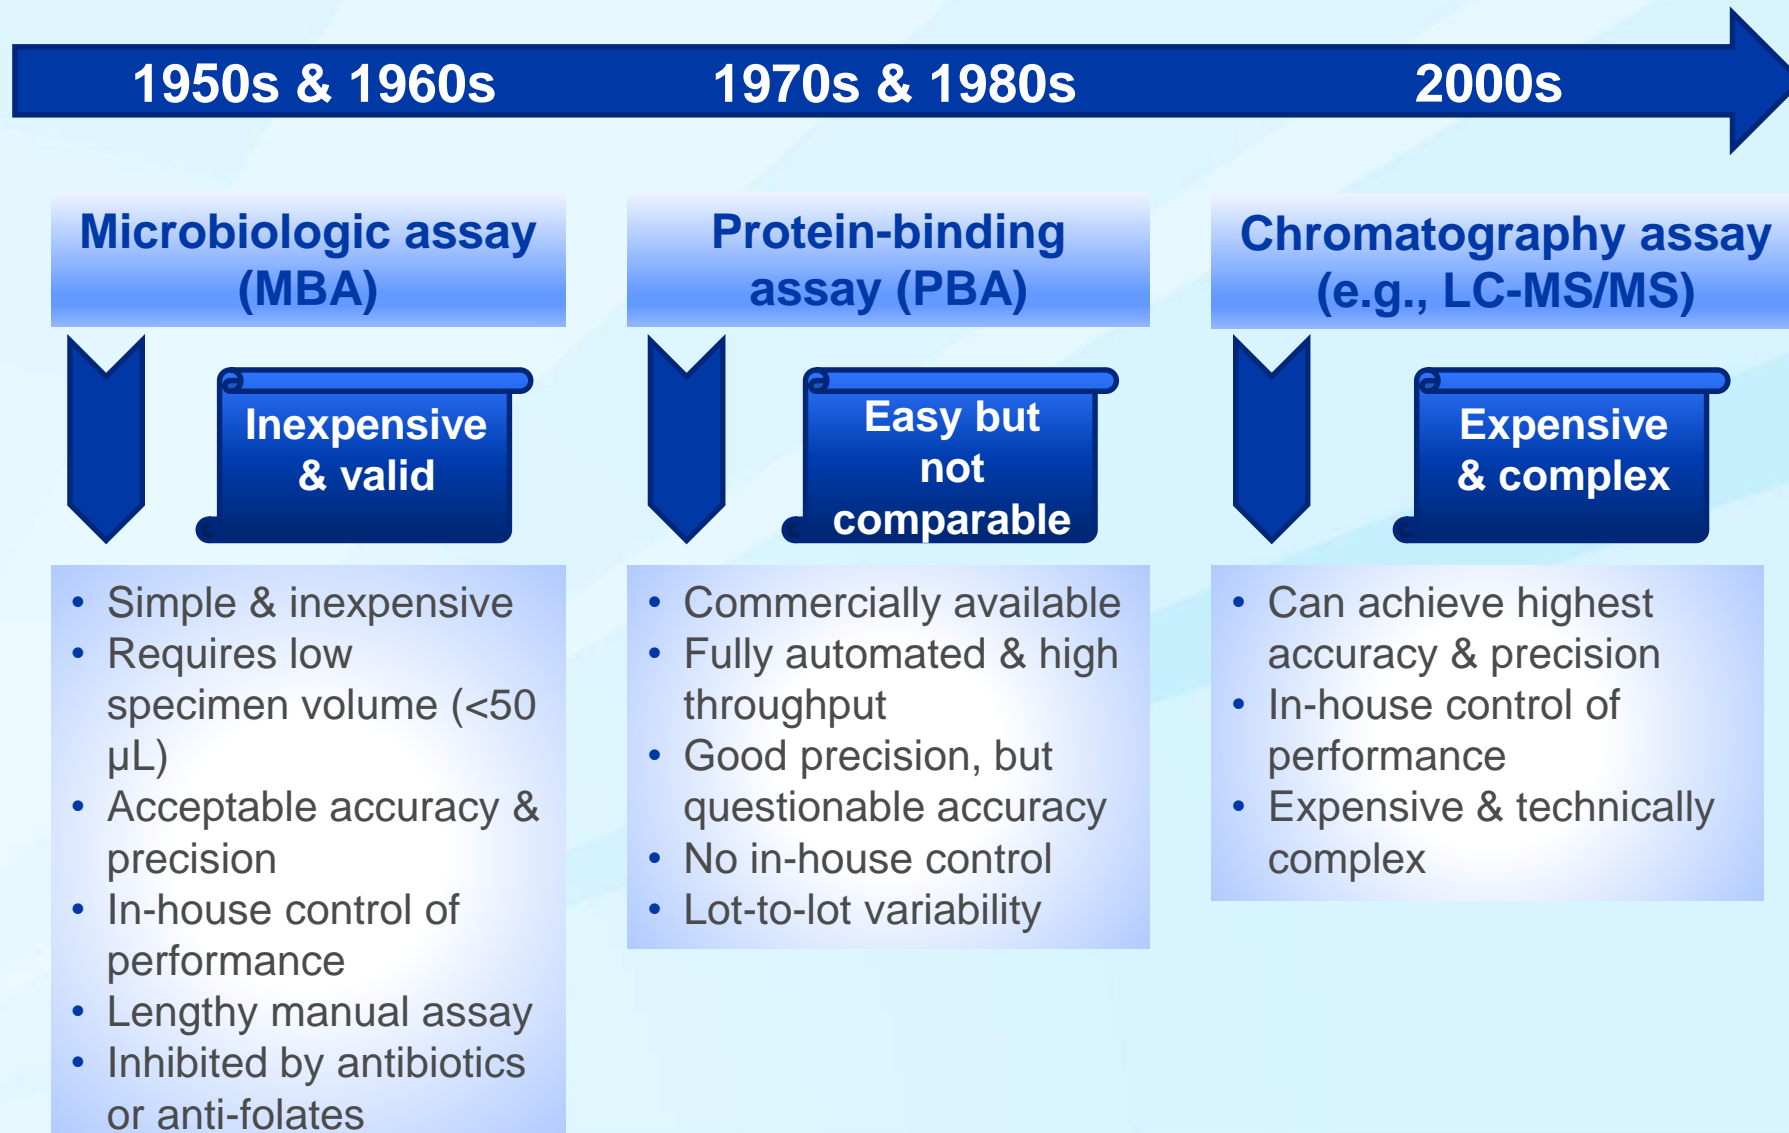 1950s & 1960s
1970s & 1980s
2000s
Microbiologic assay
(MBA)
Inexpensive
& valid
• Simple & inexpensive
• Requires low
specimen volume (<50
µL)
• Acceptable accuracy &
precision
• In-house control of
performance
• Lengthy manual assay
• Inhibited by antibiotics
or anti-folates
Protein-binding
assay (PBA)
Easy but
not
comparable
• Commercially available
• Fully automated & high
throughput
• Good precision, but
questionable accuracy
• No in-house control
• Lot-to-lot variability
Chromatography assay
(e.g., LC-MS/MS)
Expensive
& complex
• Can achieve highest
accuracy & precision
• In-house control of
performance
• Expensive & technically
complex